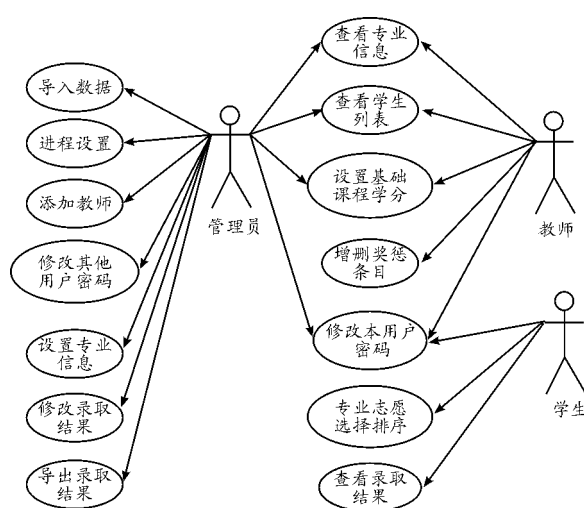 导入数据
进程设置
添加教师
修改其他
用户密码
设置专业
信息
修改录取
结果
导出录取
结果
管理员
查看专业
信息
查看学生
列表
设置基础
课程学分
增删奖惩
条目
修改本用户
密码
专业志愿
选择排序
查看录取
结果
教师
学生